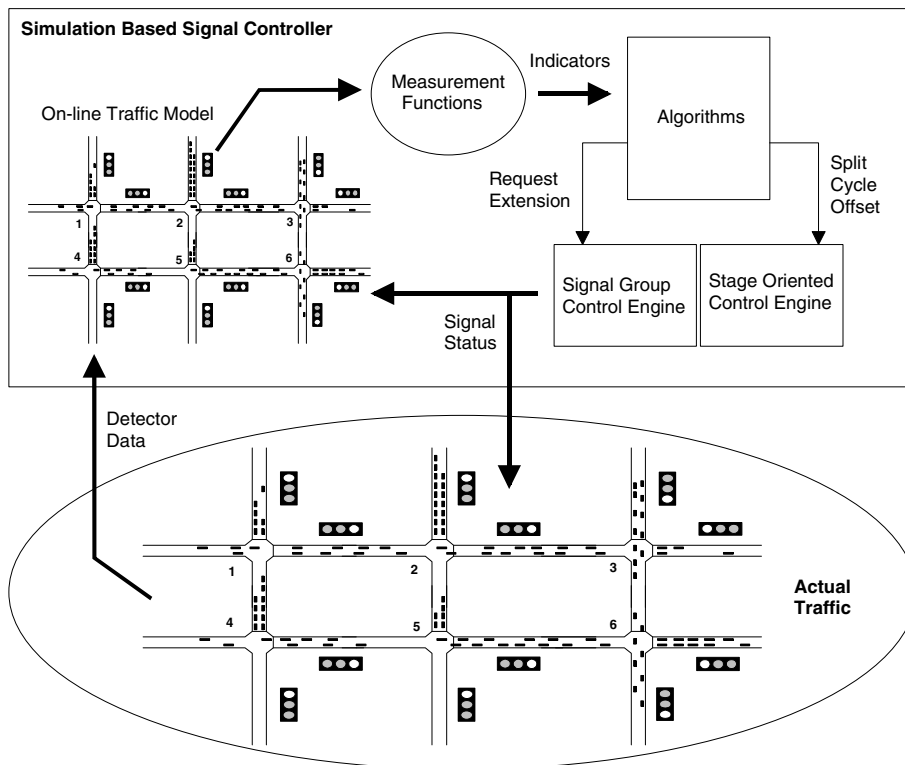 Simulation Based Signal Controller
Measurement
Functions
Indicators
Algorithms
On-line Traffic Model
Request
Extension
Split
Cycle
Offset
1
2
3
4
5
6
Signal Group
Control Engine
Stage Oriented
Control Engine
Signal
Status
Detector
Data
1
2
3
4
5
6
Actual
Traffic